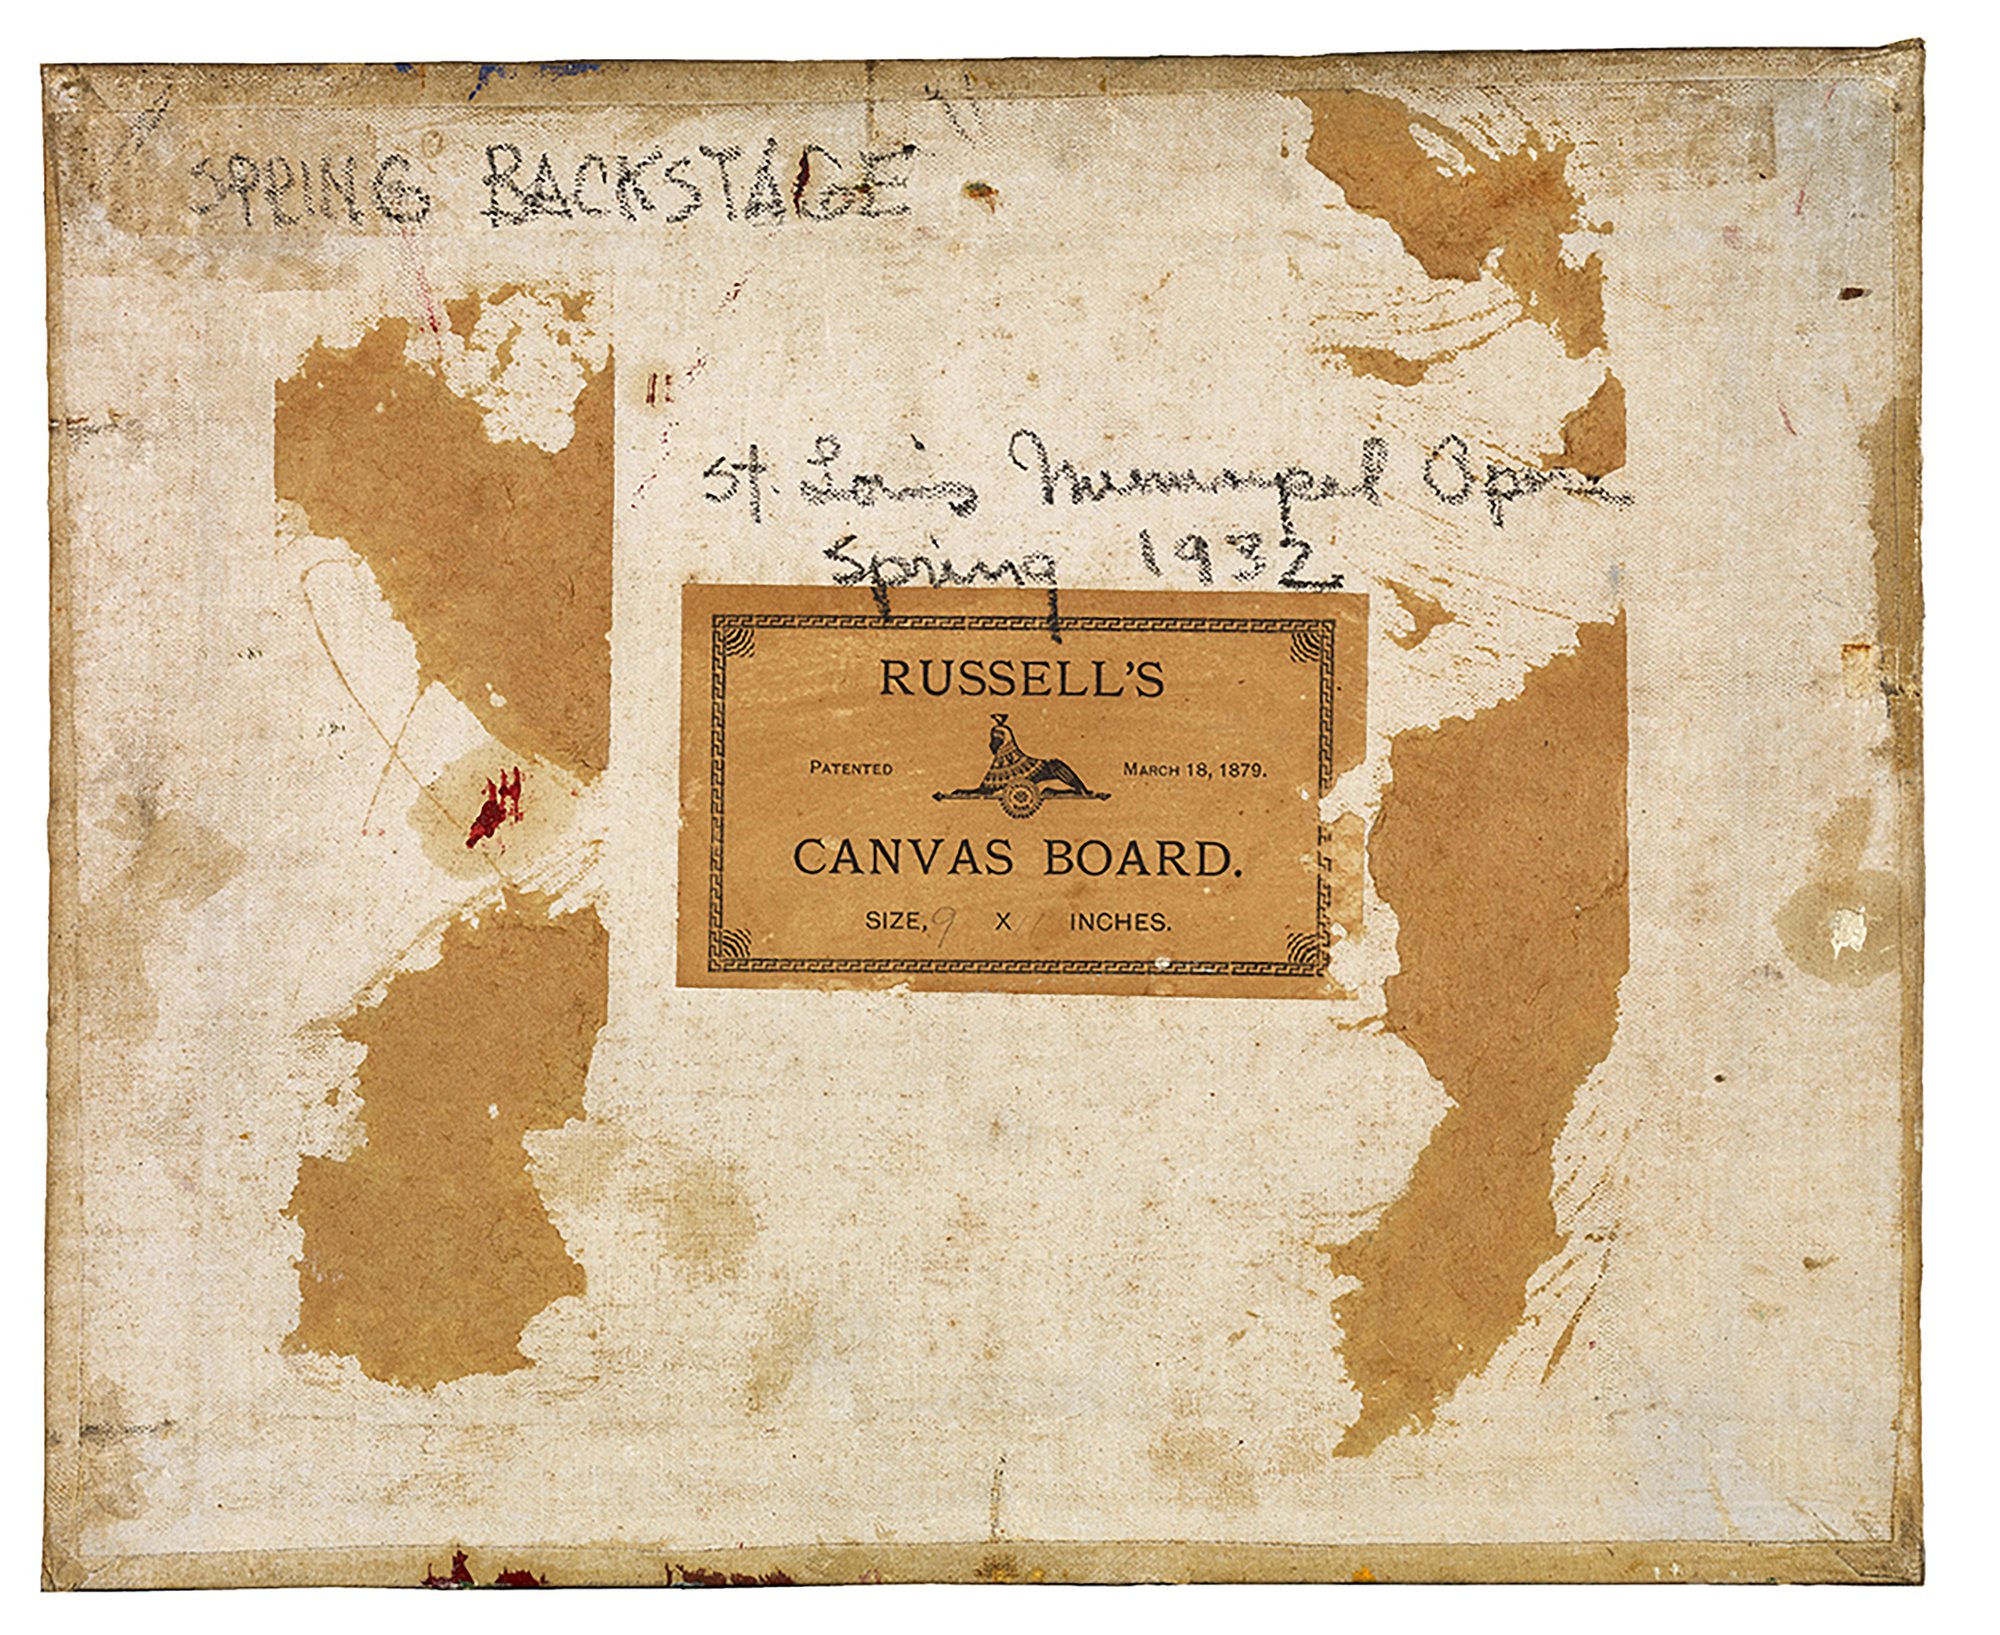 SPRING BACKSTAGE
St. Louis Municipal Opera
Spring 1932
RUSSELL'S
PATENTED MARCH 18, 1879.
CANVAS BOARD.
SIZE, 9 X 11 INCHES.